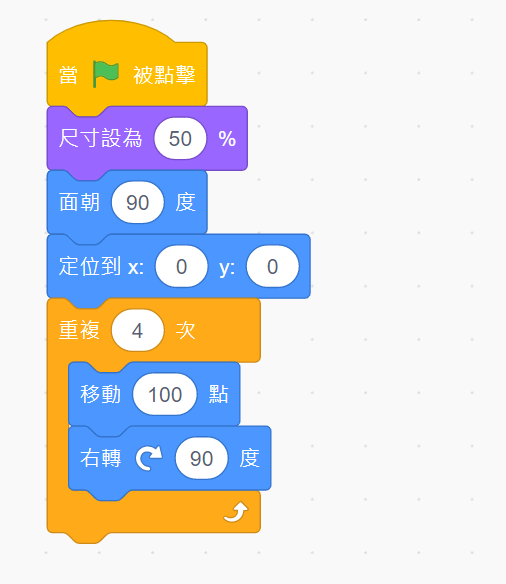 當 被點擊
尺寸設為 50 %
面朝 90 度
定位到 x: 0 y: 0
重複 4 次
移動 100 點
右轉 90 度